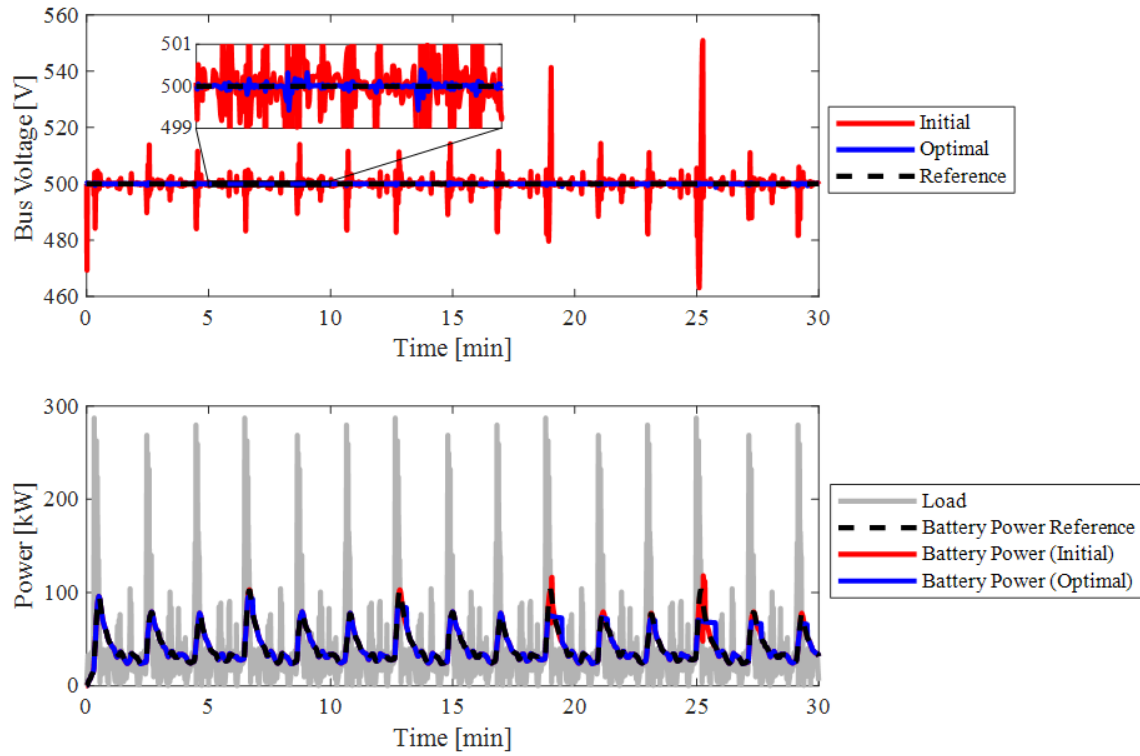 560
540
520
500
480
460
Bus Voltage [V]
501
500
499
0
5
10
15
20
25
30
Time [min]
Initial
Optimal
Reference
300
200
100
0
Power [kW]
0
5
10
15
20
25
30
Time [min]
Load
Battery Power Reference
Battery Power (Initial)
Battery Power (Optimal)